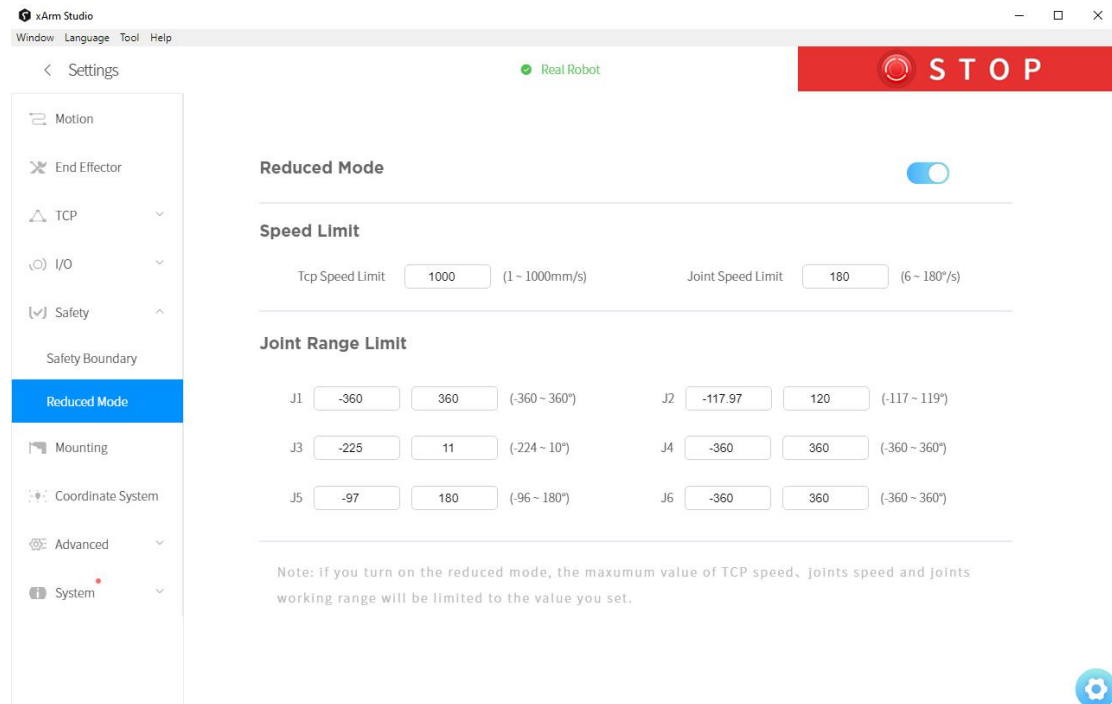 xArm Studio
Window Language Tool Help
Settings
Real Robot
STOP
Motion
End Effector
TCP
I/O
Safety
Safety Boundary
Reduced Mode
Mounting
Coordinate System
Advanced
System
Reduced Mode
Speed Limit
Tcp Speed Limit 1000 (1 ~ 1000mm/s) Joint Speed Limit 180 (6 ~ 180°/s)
Joint Range Limit
J1 -360 360 (-360 ~ 360°) J2 -117.97 120 (-117 ~ 119°)
J3 -225 11 (-224 ~ 10°) J4 -360 360 (-360 ~ 360°)
J5 -97 180 (-96 ~ 180°) J6 -360 360 (-360 ~ 360°)
Note: if you turn on the reduced mode, the maxumum value of TCP speed、joints speed and joints
working range will be limited to the value you set.